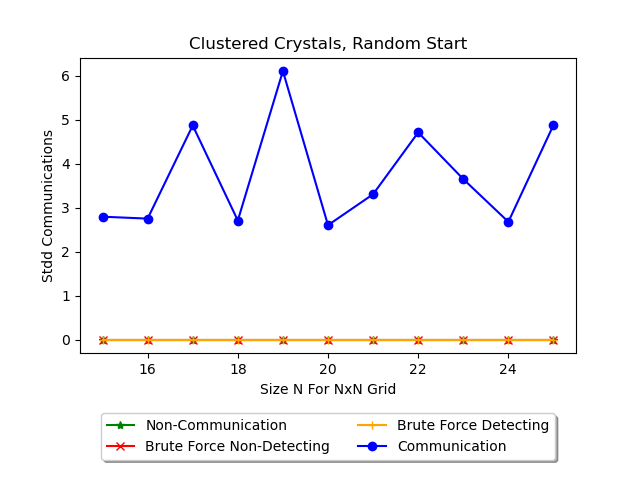 Clustered Crystals, Random Start
6
5
4
3
2
1
0
Stdd Communications
16 18 20 22 24
Size N For NxN Grid
Non-Communication
Brute Force Non-Detecting
Brute Force Detecting
Communication